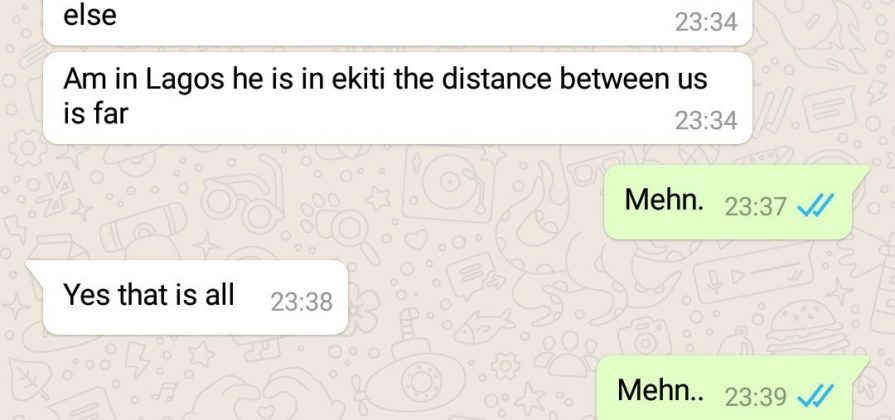 else
23:34
Am in Lagos he is in ekiti the distance between us
is far
23:34
Mehn. 23:37
Yes that is all 23:38
Mehn.. 23:39